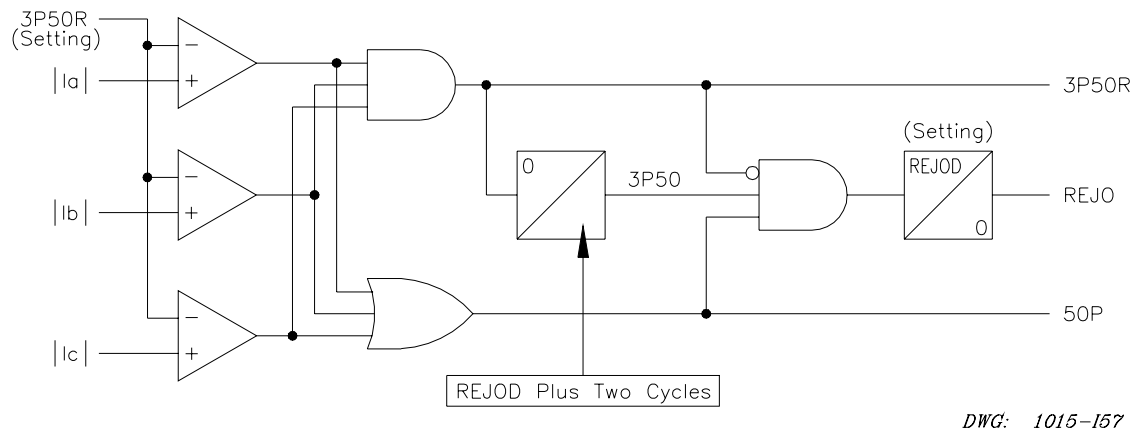 3P50R
(Setting)
−
|Ia|
+
3P50R
(Setting)
0
REJOD
3P50
−
|Ib|
+
REJO
0
50P
−
|Ic|
+
REJOD Plus Two Cycles
DWG: 1015-I57